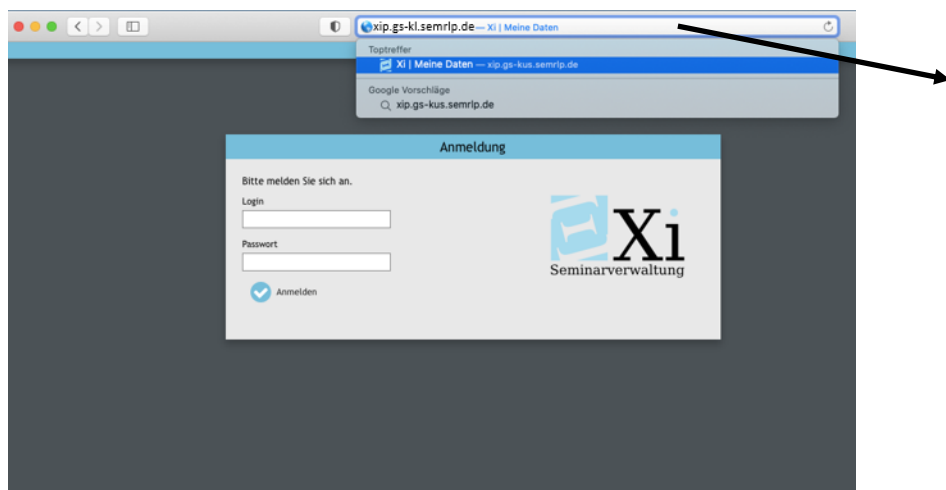 xip.gs-kl.semrlp.de— Xi | Meine Daten
Toptreffer
Xi | Meine Daten — xip.gs-kus.semrlp.de
Google Vorschläge
xip.gs-kus.semrlp.de
Anmeldung
Bitte melden Sie sich an.
Login
Passwort
Anmelden
Xi
Seminarverwaltung